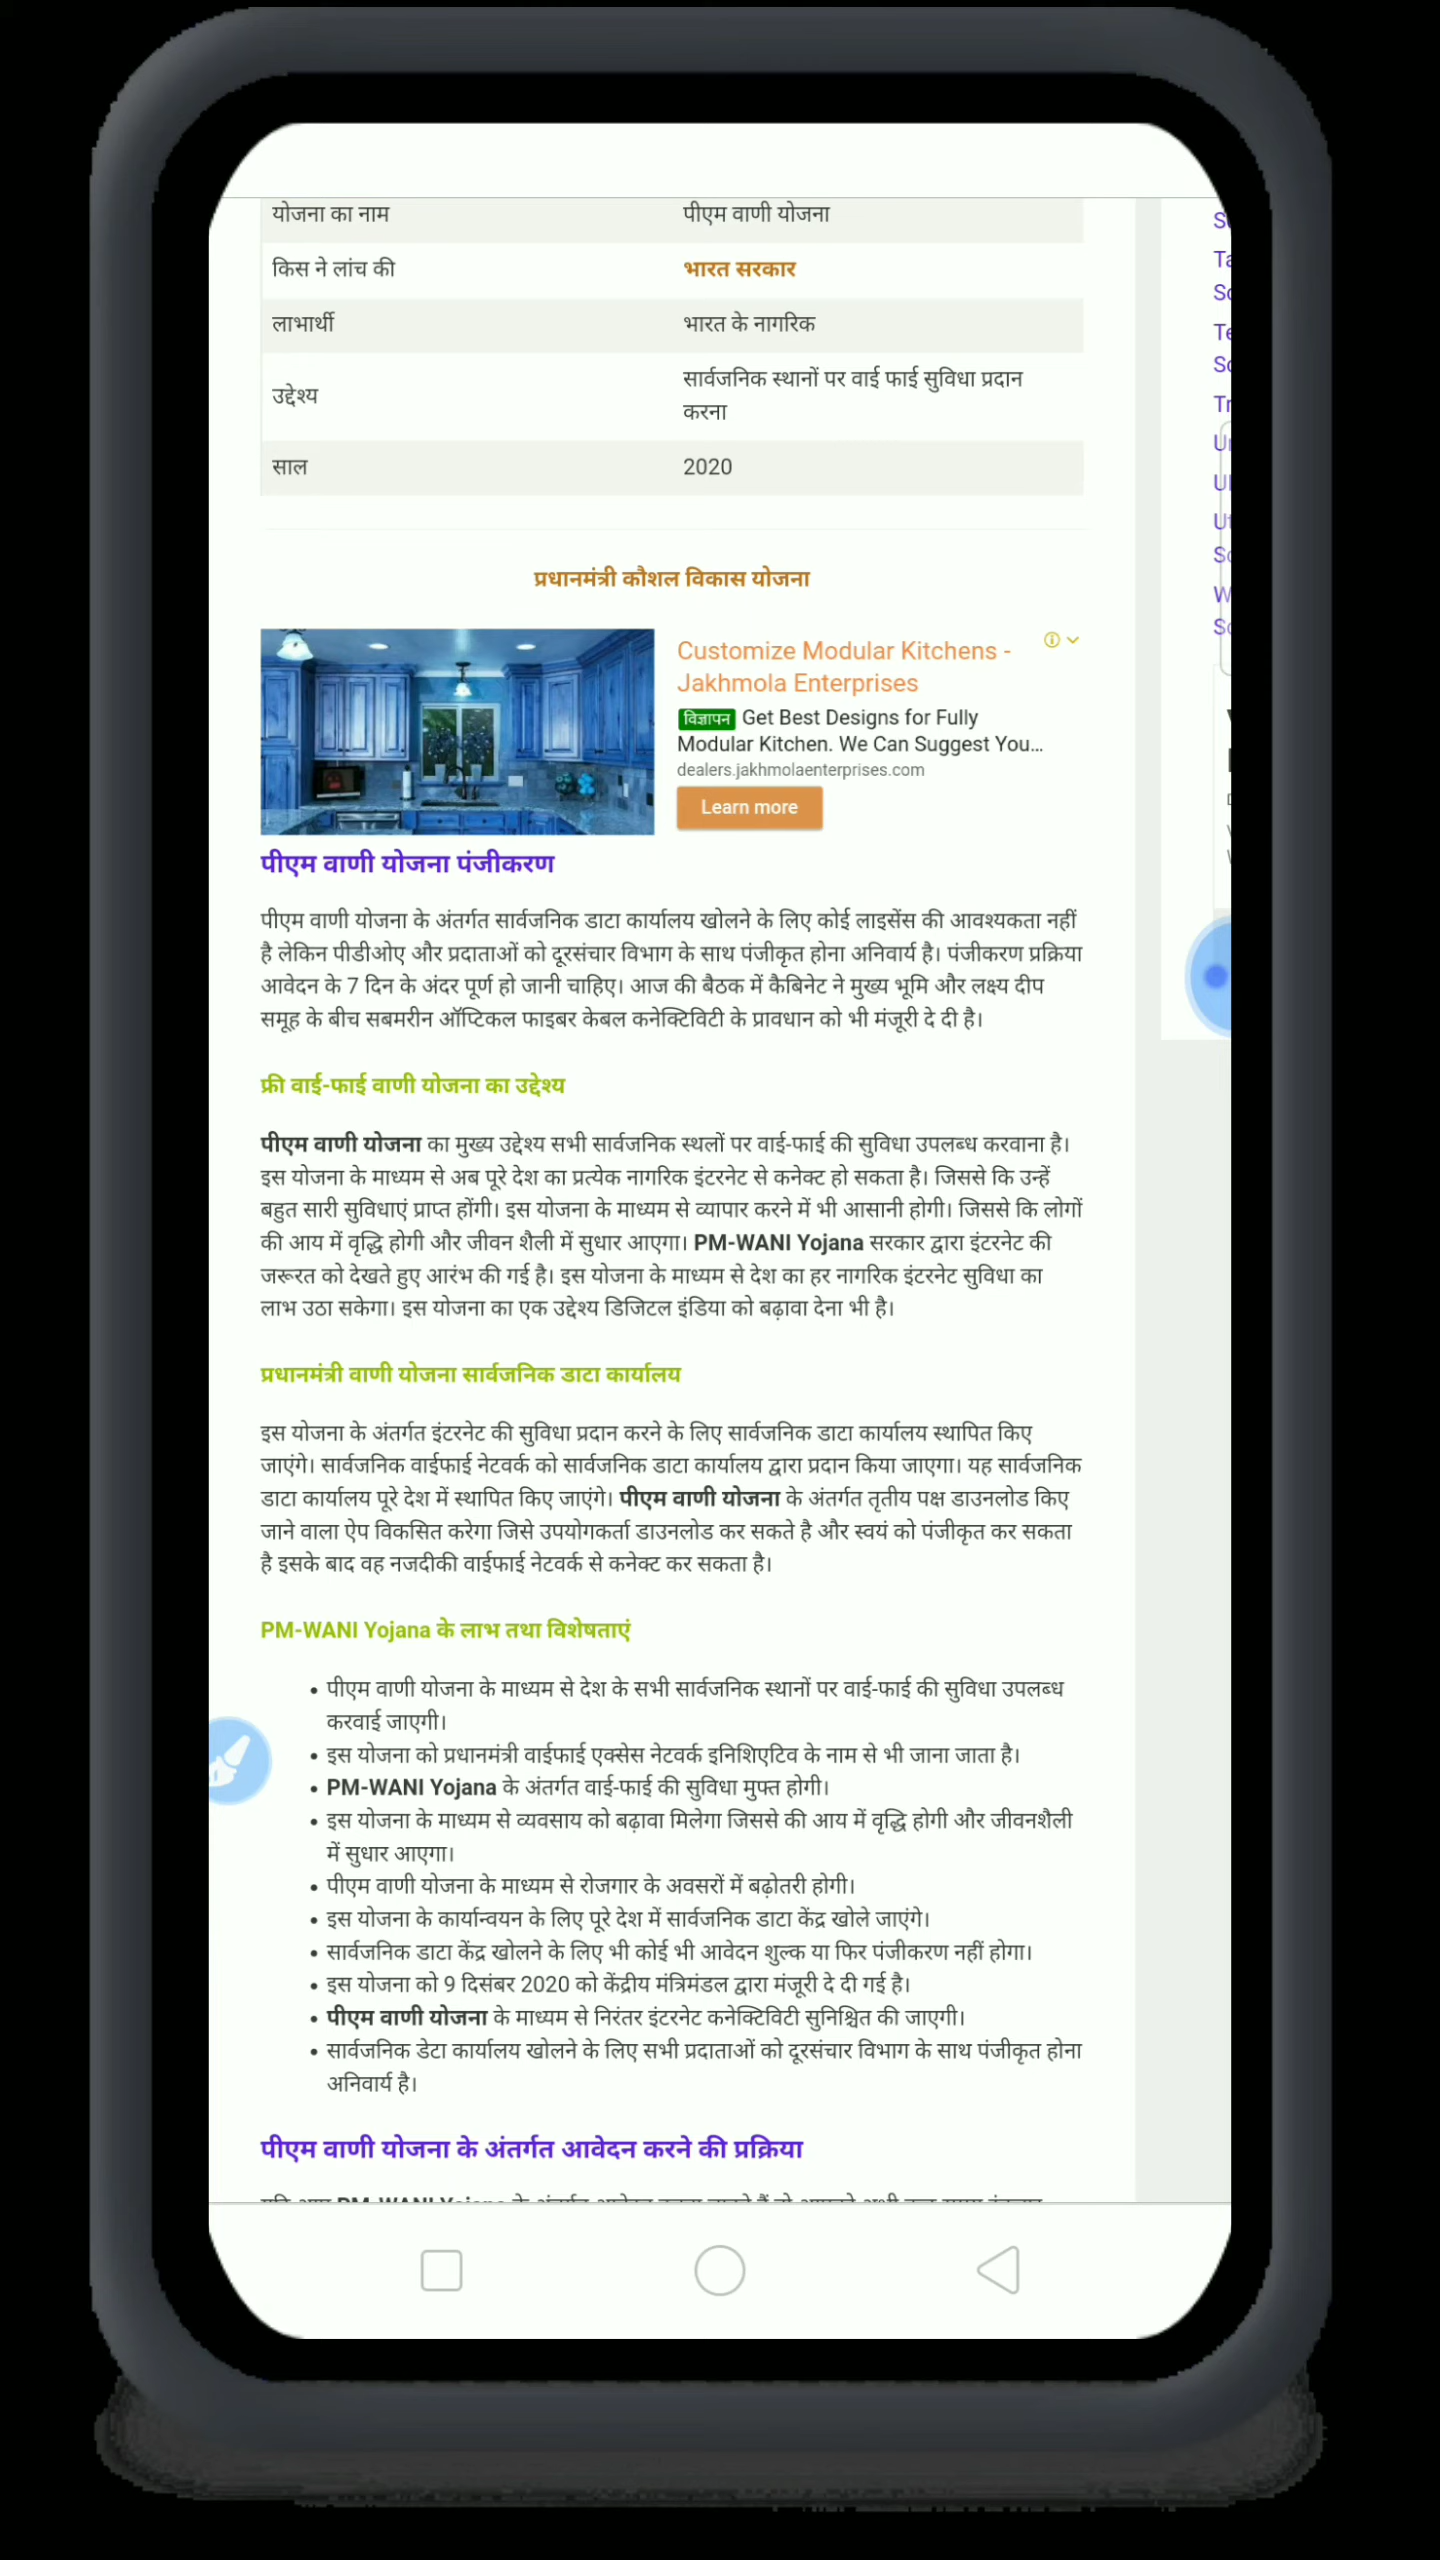 योजना का नाम पीएम वाणी योजना
किस ने लांच की भारत सरकार
लाभार्थी भारत के नागरिक
उद्देश्य सार्वजनिक स्थानों पर वाई फाई सुविधा प्रदान
करना
साल 2020
प्रधानमंत्री कौशल विकास योजना
Customize Modular Kitchens -
Jakhmola Enterprises
विज्ञापन Get Best Designs for Fully
Modular Kitchen. We Can Suggest You...
dealers.jakhmolaenterprises.com
Learn more
पीएम वाणी योजना पंजीकरण
पीएम वाणी योजना के अंतर्गत सार्वजनिक डाटा कार्यालय खोलने के लिए कोई लाइसेंस की आवश्यकता नहीं
है लेकिन पीडीओए और प्रदाताओं को दूरसंचार विभाग के साथ पंजीकृत होना अनिवार्य है। पंजीकरण प्रक्रिया
आवेदन के 7 दिन के अंदर पूर्ण हो जानी चाहिए। आज की बैठक में कैबिनेट ने मुख्य भूमि और लक्ष्य दीप
समूह के बीच सबमरीन ऑप्टिकल फाइबर केबल कनेक्टिविटी के प्रावधान को भी मंजूरी दे दी है।
फ्री वाई-फाई वाणी योजना का उद्देश्य
पीएम वाणी योजना का मुख्य उद्देश्य सभी सार्वजनिक स्थलों पर वाई-फाई की सुविधा उपलब्ध करवाना है।
इस योजना के माध्यम से अब पूरे देश का प्रत्येक नागरिक इंटरनेट से कनेक्ट हो सकता है। जिससे कि उन्हें
बहुत सारी सुविधाएं प्राप्त होंगी। इस योजना के माध्यम से व्यापार करने में भी आसानी होगी। जिससे कि लोगों
की आय में वृद्धि होगी और जीवन शैली में सुधार आएगा। PM-WANI Yojana सरकार द्वारा इंटरनेट की
जरूरत को देखते हुए आरंभ की गई है। इस योजना के माध्यम से देश का हर नागरिक इंटरनेट सुविधा का
लाभ उठा सकेगा। इस योजना का एक उद्देश्य डिजिटल इंडिया को बढ़ावा देना भी है।
प्रधानमंत्री वाणी योजना सार्वजनिक डाटा कार्यालय
इस योजना के अंतर्गत इंटरनेट की सुविधा प्रदान करने के लिए सार्वजनिक डाटा कार्यालय स्थापित किए
जाएंगे। सार्वजनिक वाईफाई नेटवर्क को सार्वजनिक डाटा कार्यालय द्वारा प्रदान किया जाएगा। यह सार्वजनिक
डाटा कार्यालय पूरे देश में स्थापित किए जाएंगे। पीएम वाणी योजना के अंतर्गत तृतीय पक्ष डाउनलोड किए
जाने वाला ऐप विकसित करेगा जिसे उपयोगकर्ता डाउनलोड कर सकते है और स्वयं को पंजीकृत कर सकता
है इसके बाद वह नजदीकी वाईफाई नेटवर्क से कनेक्ट कर सकता है।
PM-WANI Yojana के लाभ तथा विशेषताएं
• पीएम वाणी योजना के माध्यम से देश के सभी सार्वजनिक स्थानों पर वाई-फाई की सुविधा उपलब्ध
करवाई जाएगी।
• इस योजना को प्रधानमंत्री वाईफाई एक्सेस नेटवर्क इनिशिएटिव के नाम से भी जाना जाता है।
• PM-WANI Yojana के अंतर्गत वाई-फाई की सुविधा मुफ्त होगी।
• इस योजना के माध्यम से व्यवसाय को बढ़ावा मिलेगा जिससे की आय में वृद्धि होगी और जीवनशैली
में सुधार आएगा।
• पीएम वाणी योजना के माध्यम से रोजगार के अवसरों में बढ़ोतरी होगी।
• इस योजना के कार्यान्वयन के लिए पूरे देश में सार्वजनिक डाटा केंद्र खोले जाएंगे।
• सार्वजनिक डाटा केंद्र खोलने के लिए भी कोई भी आवेदन शुल्क या फिर पंजीकरण नहीं होगा।
• इस योजना को 9 दिसंबर 2020 को केंद्रीय मंत्रिमंडल द्वारा मंजूरी दे दी गई है।
• पीएम वाणी योजना के माध्यम से निरंतर इंटरनेट कनेक्टिविटी सुनिश्चित की जाएगी।
• सार्वजनिक डेटा कार्यालय खोलने के लिए सभी प्रदाताओं को दूरसंचार विभाग के साथ पंजीकृत होना
अनिवार्य है।
पीएम वाणी योजना के अंतर्गत आवेदन करने की प्रक्रिया